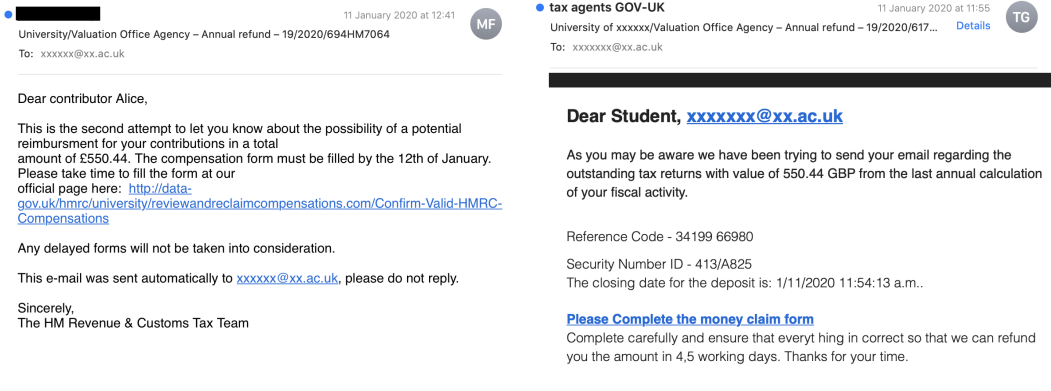 11 January 2020 at 12:41
MF
University/Valuation Office Agency – Annual refund – 19/2020/694HM7064
To: xxxxxx@xx.ac.uk
Dear contributor Alice,
This is the second attempt to let you know about the possibility of a potential
reimbursment for your contributions in a total
amount of £550.44. The compensation form must be filled by the 12th of January.
Please take time to fill the form at our
official page here: http://data-
gov.uk/hmrc/university/reviewandreclaimcompensations.com/Confirm-Valid-HMRC-
Compensations
Any delayed forms will not be taken into consideration.
This e-mail was sent automatically to xxxxxx@xx.ac.uk, please do not reply.
Sincerely,
The HM Revenue & Customs Tax Team
tax agents GOV-UK
11 January 2020 at 11:55
TG
University of xxxxxx/Valuation Office Agency – Annual refund – 19/2020/617... Details
To: xxxxxxx@xx.ac.uk
Dear Student, xxxxxxx@xx.ac.uk
As you may be aware we have been trying to send your email regarding the
outstanding tax returns with value of 550.44 GBP from the last annual calculation
of your fiscal activity.
Reference Code - 34199 66980
Security Number ID - 413/A825
The closing date for the deposit is: 1/11/2020 11:54:13 a.m..
Please Complete the money claim form
Complete carefully and ensure that everyt hing in correct so that we can refund
you the amount in 4,5 working days. Thanks for your time.